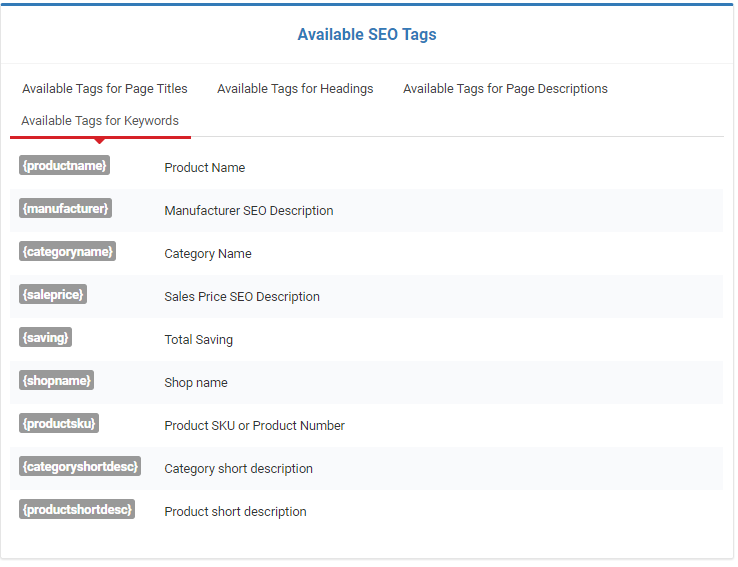 Available SEO Tags
Available Tags for Page Titles Available Tags for Headings Available Tags for Page Descriptions
Available Tags for Keywords
{productname} Product Name
{manufacturer} Manufacturer SEO Description
{categoryname} Category Name
{saleprice} Sales Price SEO Description
{saving} Total Saving
{shopname} Shop name
{productsku} Product SKU or Product Number
{categoryshortdesc} Category short description
{productshortdesc} Product short description